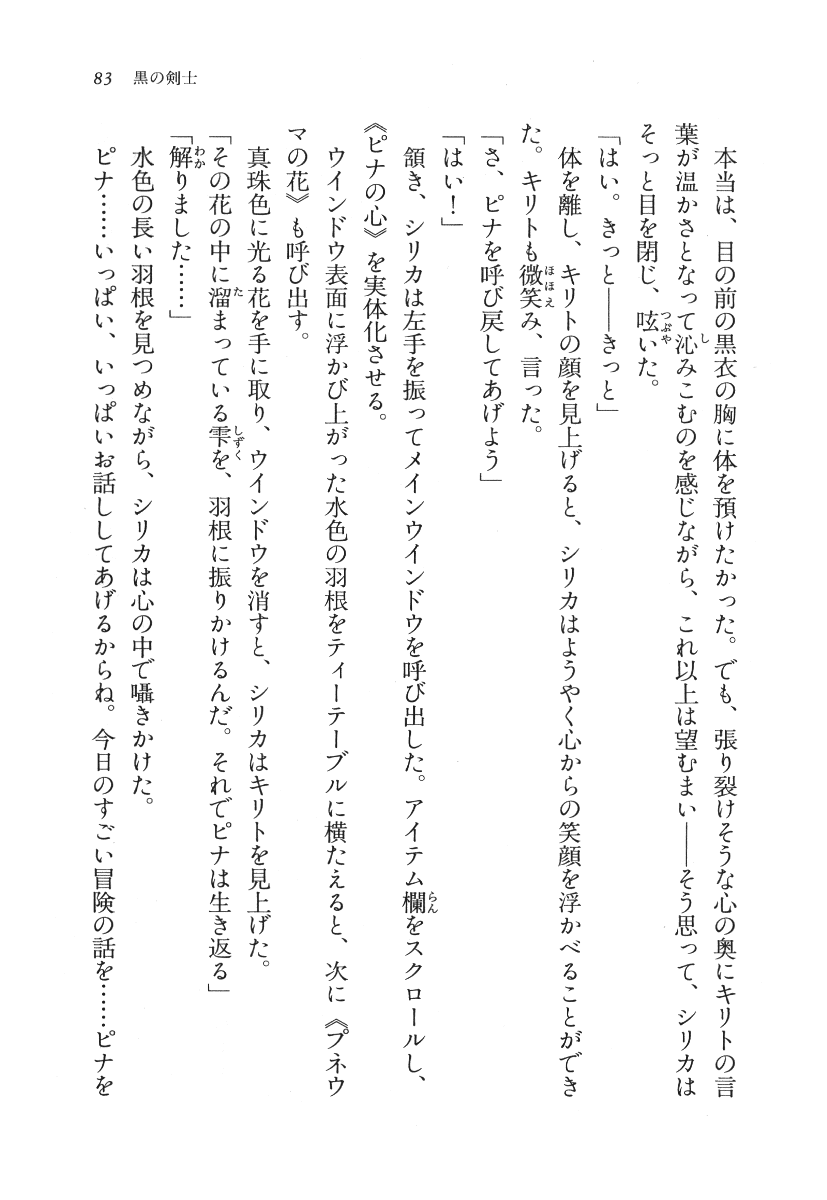 83 黒の剣士
本当は、目の前の黒衣の胸に体を預けたかった。でも、張り裂けそうな心の奥にキリトの言
葉が温かさとなって沁みこむのを感じながら、これ以上は望むまい――そう思って、シリカは
そっと目を閉じ、呟いた。
「はい。きっと――きっと」
体を離し、キリトの顔を見上げると、シリカはようやく心からの笑顔を浮かべることができ
た。キリトも微笑み、言った。
「さ、ピナを呼び戻してあげよう」
「はい！」
頷き、シリカは左手を振ってメインウインドウを呼び出した。アイテム欄をスクロールし、
《ピナの心》を実体化させる。
ウインドウ表面に浮かび上がった水色の羽根をティーテーブルに横たえると、次に《プネウ
マの花》も呼び出す。
真珠色に光る花を手に取り、ウインドウを消すと、シリカはキリトを見上げた。
「その花の中に溜まっている雫を、羽根に振りかけるんだ。それでピナは生き返る」
「解りました……」
水色の長い羽根を見つめながら、シリカは心の中で囁きかけた。
ピナ……いっぱい、いっぱいお話ししてあげるからね。今日のすごい冒険の話を……ピナを